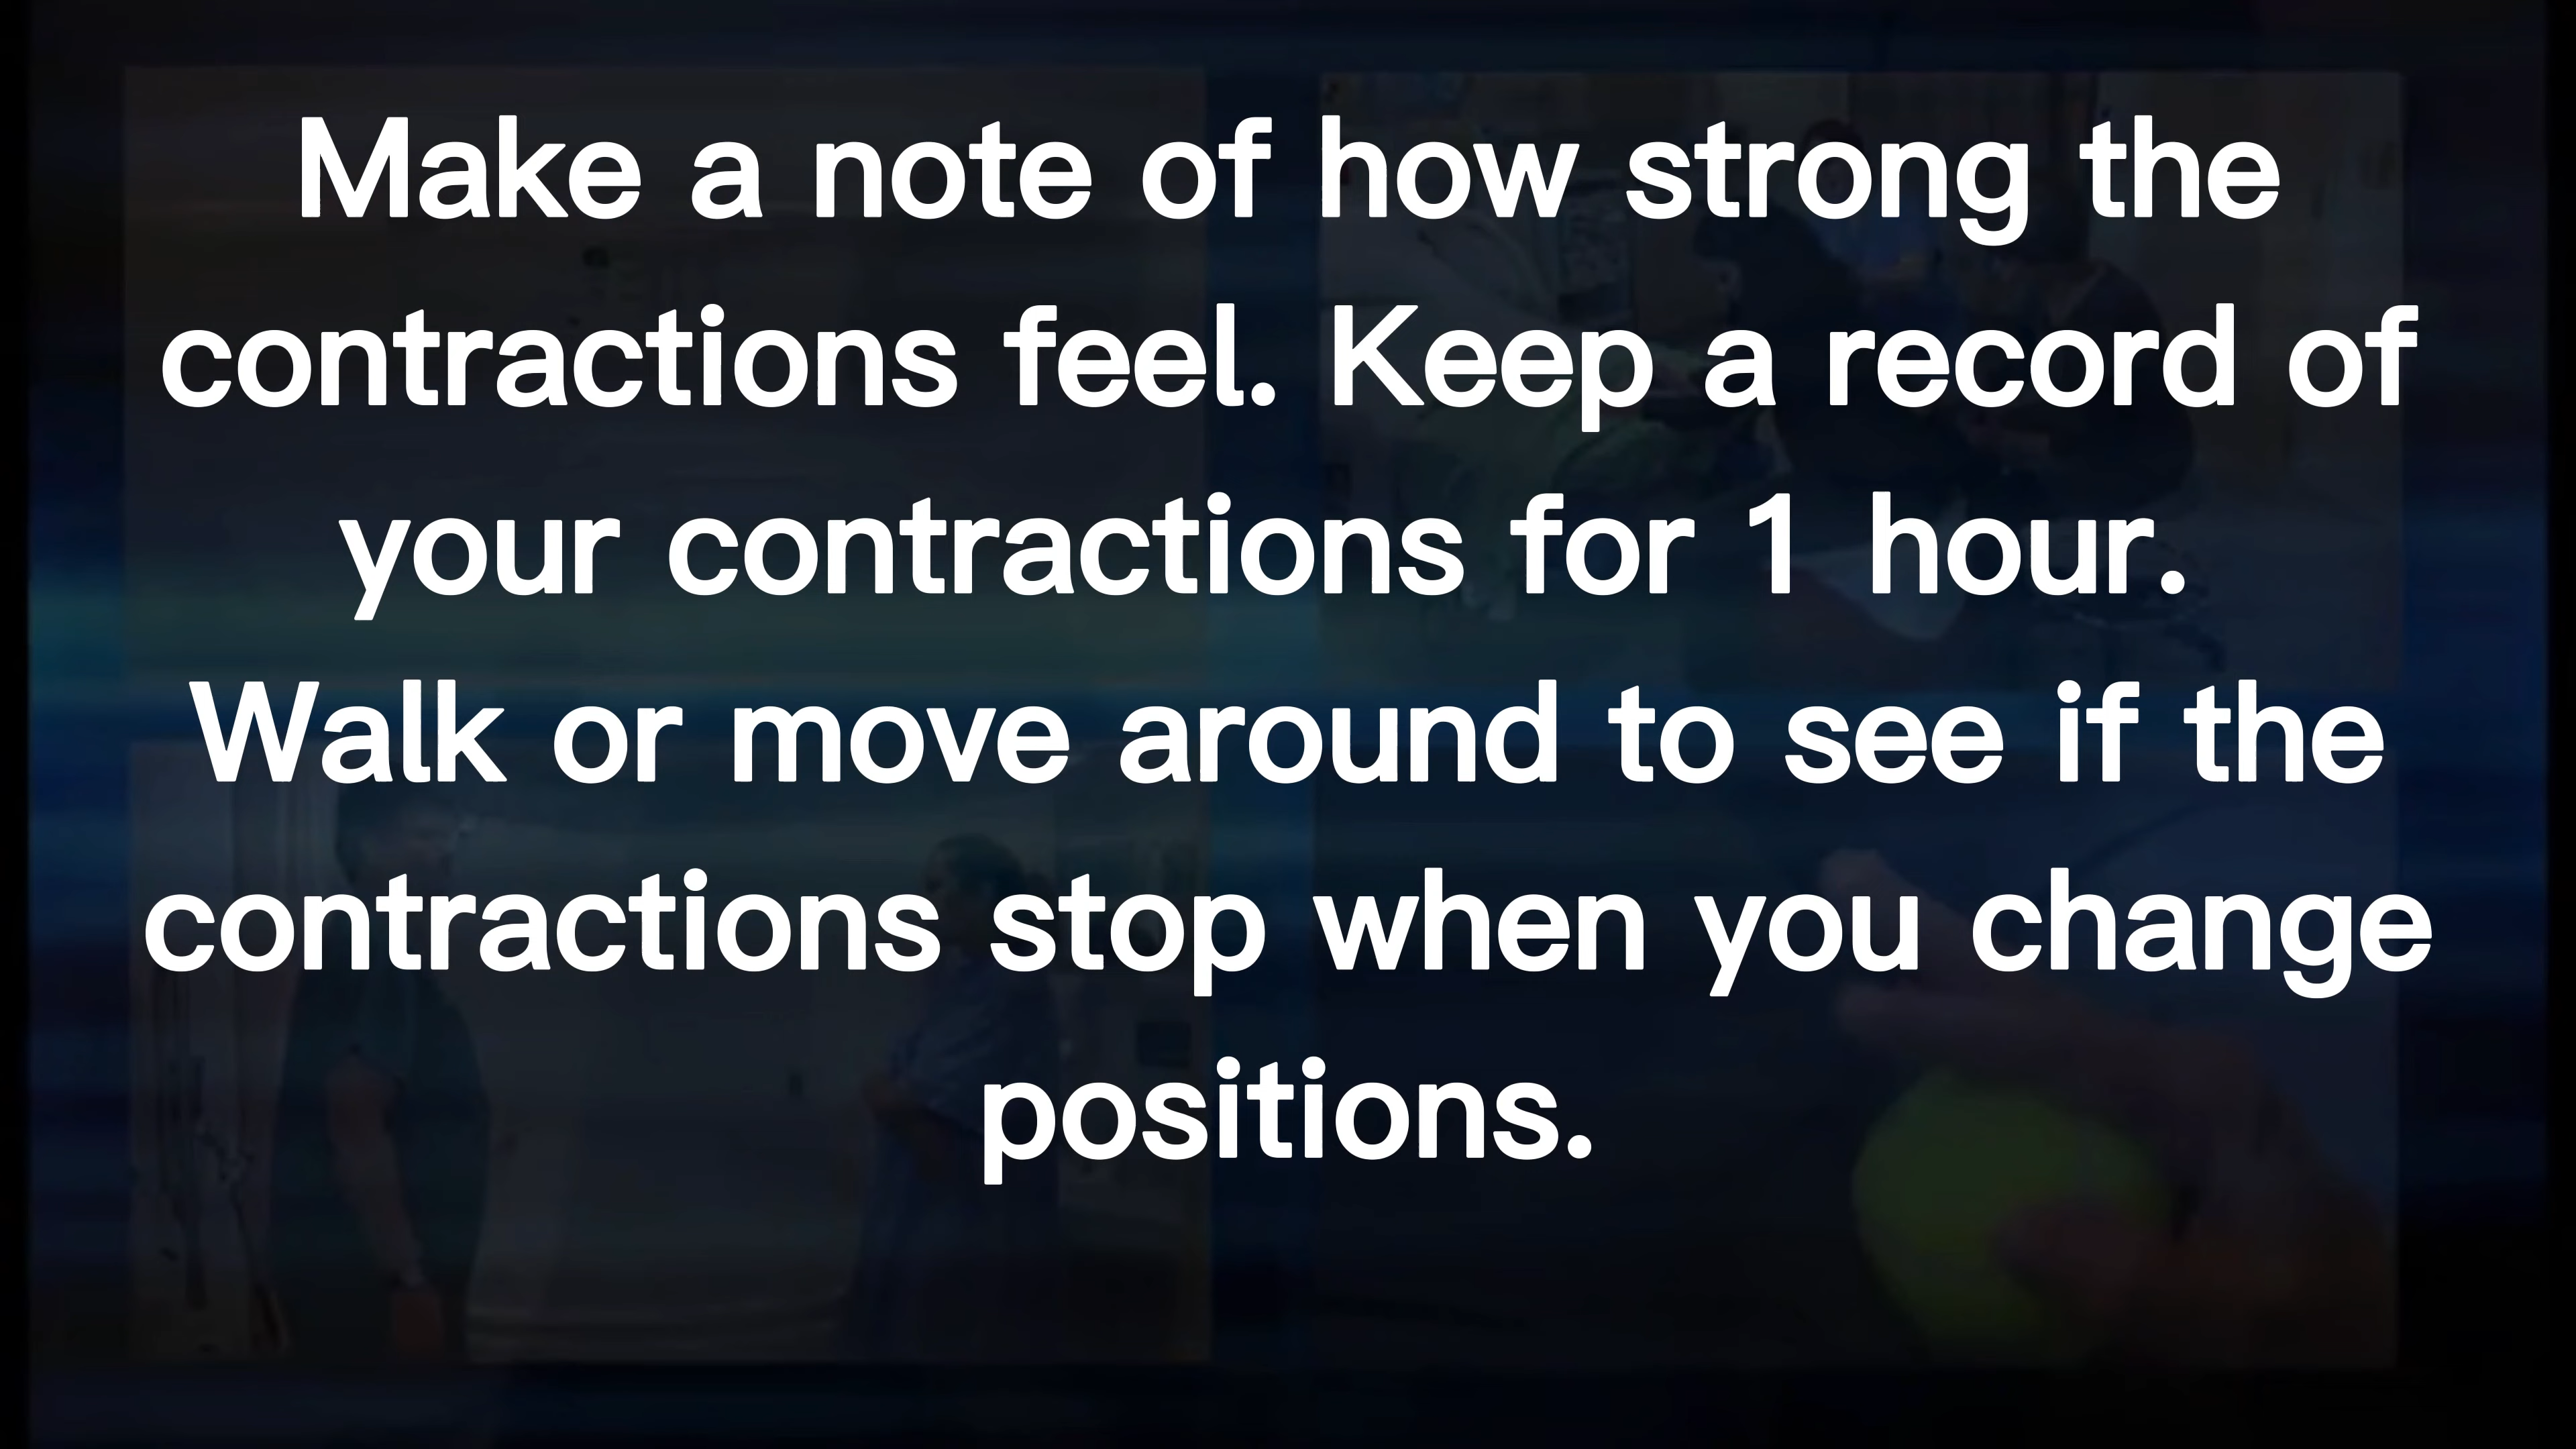 Make a note of how strong the
contractions feel. Keep a record of
your contractions for 1 hour.
Walk or move around to see if the
contractions stop when you change
positions.